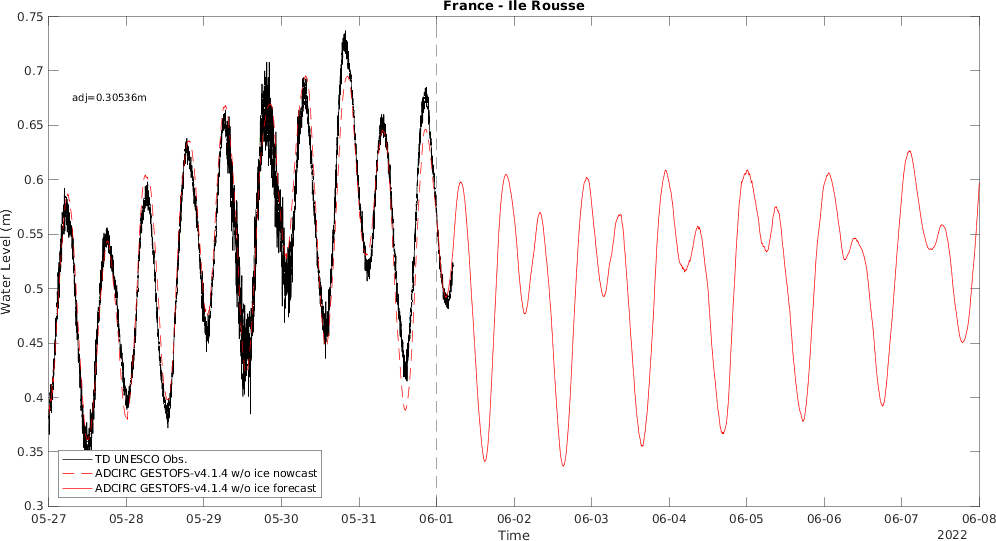 France - Ile Rousse
0.75
0.7
0.65
0.6
0.55
0.5
0.45
0.4
0.35
0.3
Water Level (m)
adj=0.30536m
TD UNESCO Obs.
ADCIRC GESTOFS-v4.1.4 w/o ice nowcast
ADCIRC GESTOFS-v4.1.4 w/o ice forecast
05-27 05-28 05-29 05-30 05-31 06-01 06-02 06-03 06-04 06-05 06-06 06-07 06-08
Time
2022